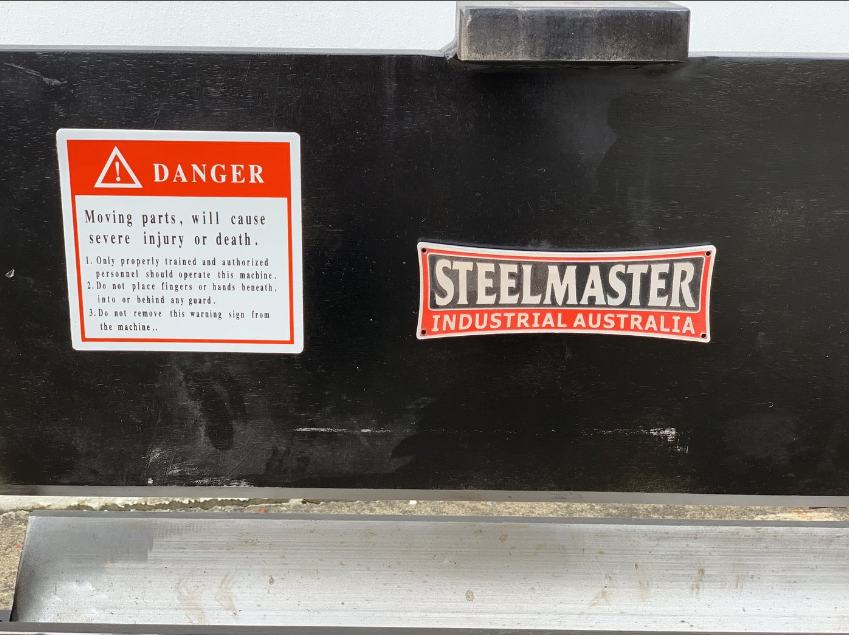 DANGER
Moving parts, will cause
severe injury or death.
1. Only properly trained and authorized
personnel should operate this machine.
2. Do not place fingers or hands beneath,
into or behind any guard.
3. Do not remove this warning sign from
the machine..
STEELMASTER
INDUSTRIAL AUSTRALIA